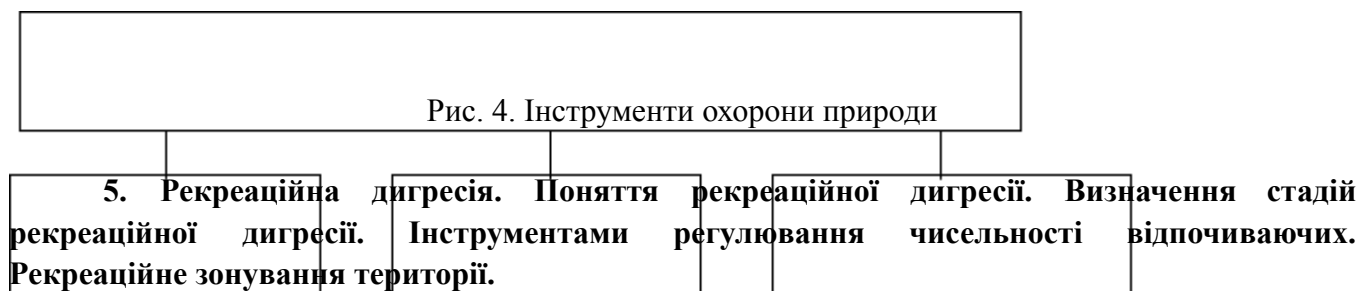 Рис. 4. Інструменти охорони природи
5. Рекреаційна дигресія. Поняття рекреаційної дигресії. Визначення стадій
рекреаційної дигресії. Інструментами регулювання чисельності відпочиваючих.
Рекреаційне зонування території.